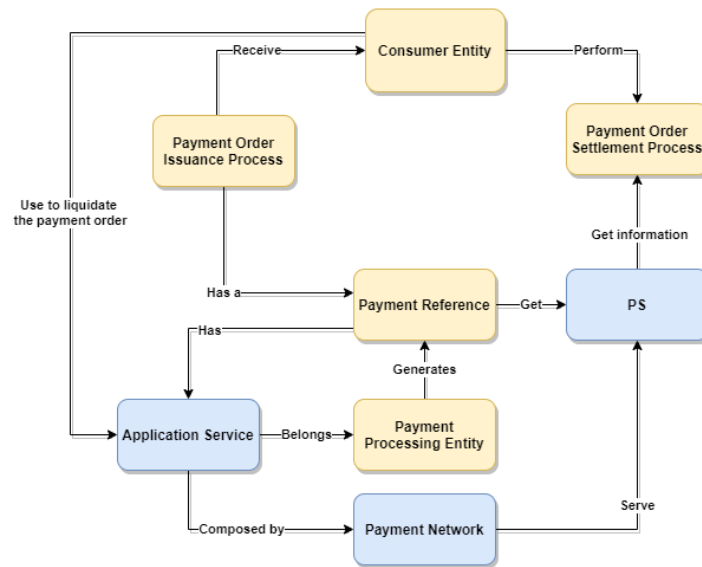 Receive
Consumer Entity
Perform
Payment Order
Issuance Process
Payment Order
Settlement Process
Use to liquidate
the payment order
Get information
Has a
Payment Reference
Get
PS
Has
Generates
Application Service
Belongs
Payment
Processing Entity
Composed by
Payment Network
Serve